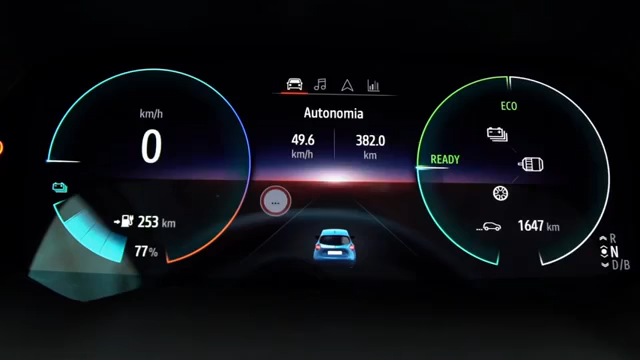 km/h
0
253 km
77%
Autonomia
49.6 km/h
382.0 km
...
ECO
READY
...
1647 km
R
N
D/B